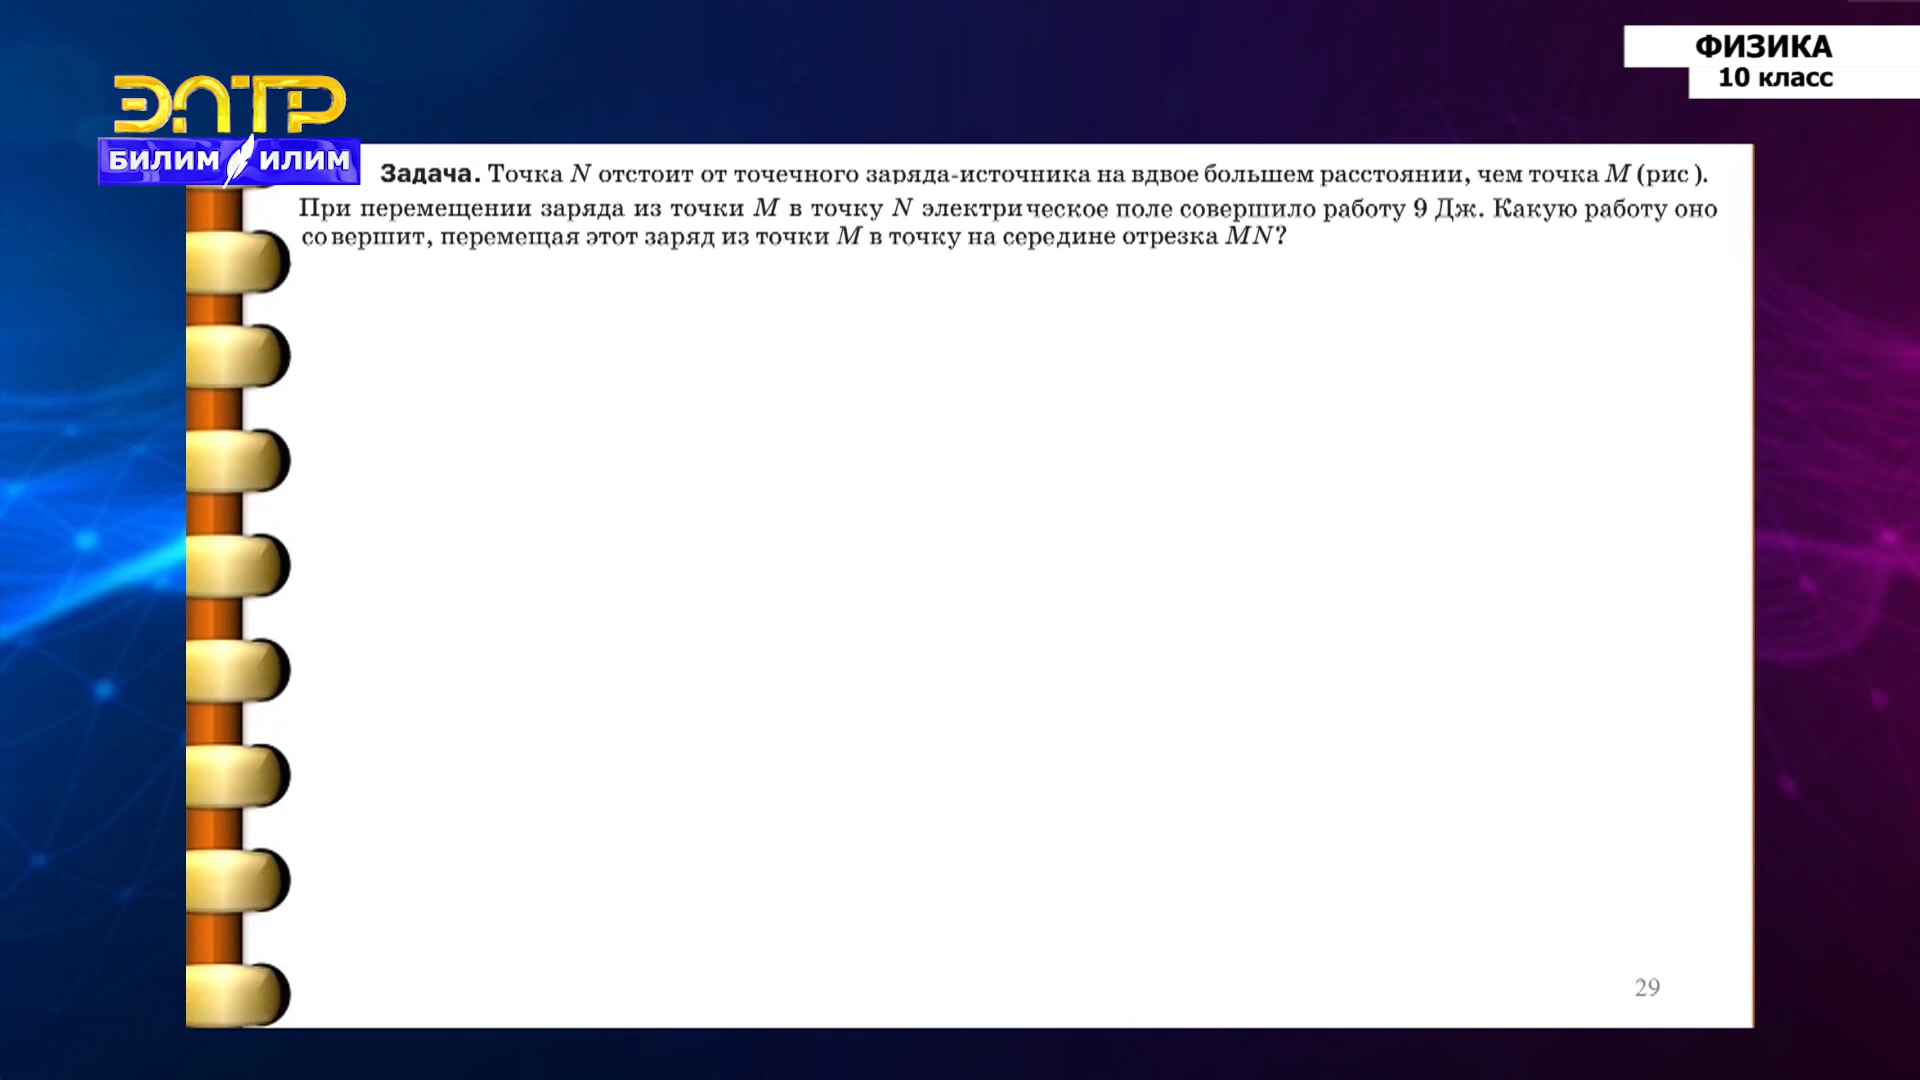 ФИЗИКА
10 класс
ЭЛТР
БИЛИМ ИЛИМ
Задача. Точка N отстоит от точечного заряда-источника на вдвое большем расстоянии, чем точка M (рис ).
При перемещении заряда из точки M в точку N электрическое поле совершило работу 9 Дж. Какую работу оно
совершит, перемещая этот заряд из точки M в точку на середине отрезка MN?
29